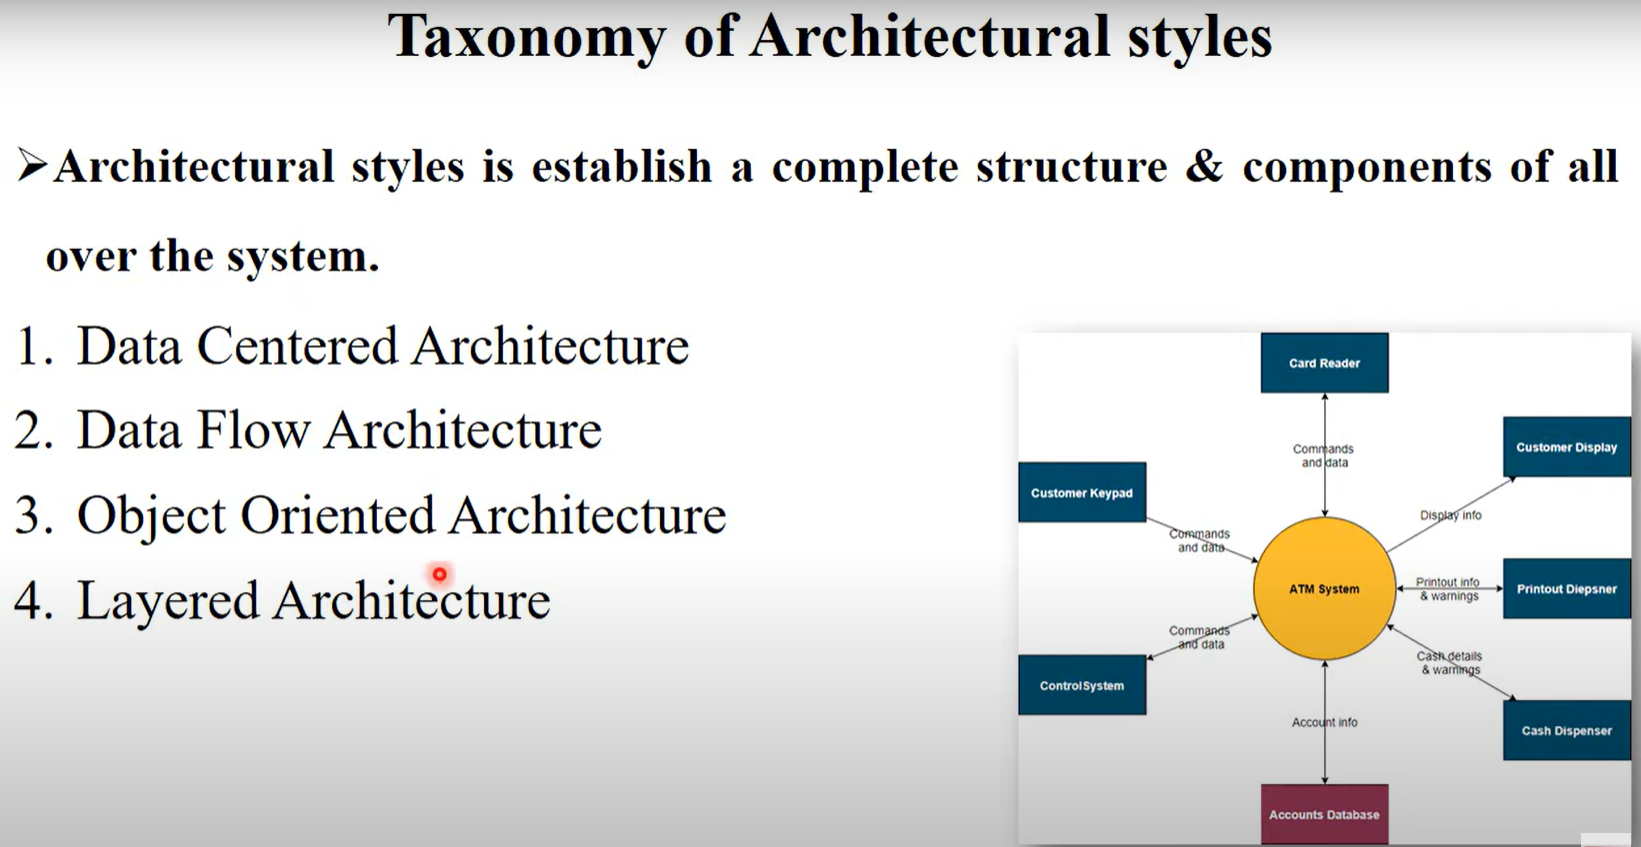 Taxonomy of Architectural styles
➢Architectural styles is establish a complete structure & components of all
over the system.
1. Data Centered Architecture
2. Data Flow Architecture
3. Object Oriented Architecture
4. Layered Architecture
Card Reader
Commands
and data
Customer Display
Customer Keypad
Display info
Commands
and data
ATM System
Printout info
& warnings
Printout Diepsner
Commands
and data
Cash details
& warnings
ControlSystem
Account info
Cash Dispenser
Accounts Database